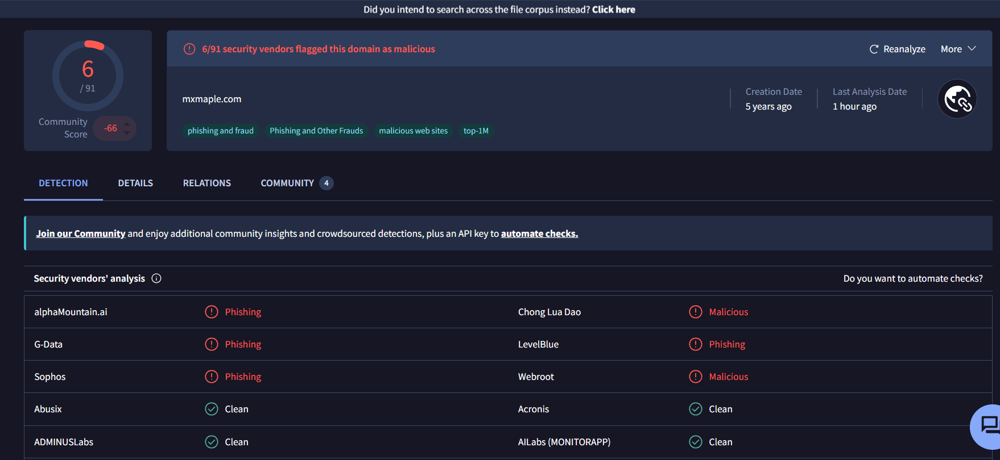 Did you intend to search across the file corpus instead? Click here
6
/ 91
Community Score
-66
6/91 security vendors flagged this domain as malicious
Reanalyze
More
mxmaple.com
Creation Date
5 years ago
Last Analysis Date
1 hour ago
phishing and fraud
Phishing and Other Frauds
malicious web sites
top-1M
DETECTION
DETAILS
RELATIONS
COMMUNITY 4
Join our Community and enjoy additional community insights and crowdsourced detections, plus an API key to automate checks.
Security vendors' analysis
Do you want to automate checks?
alphaMountain.ai
Phishing
Chong Lua Dao
Malicious
G-Data
Phishing
LevelBlue
Phishing
Sophos
Phishing
Webroot
Malicious
Abusix
Clean
Acronis
Clean
ADMINUSLabs
Clean
AILabs (MONITORAPP)
Clean